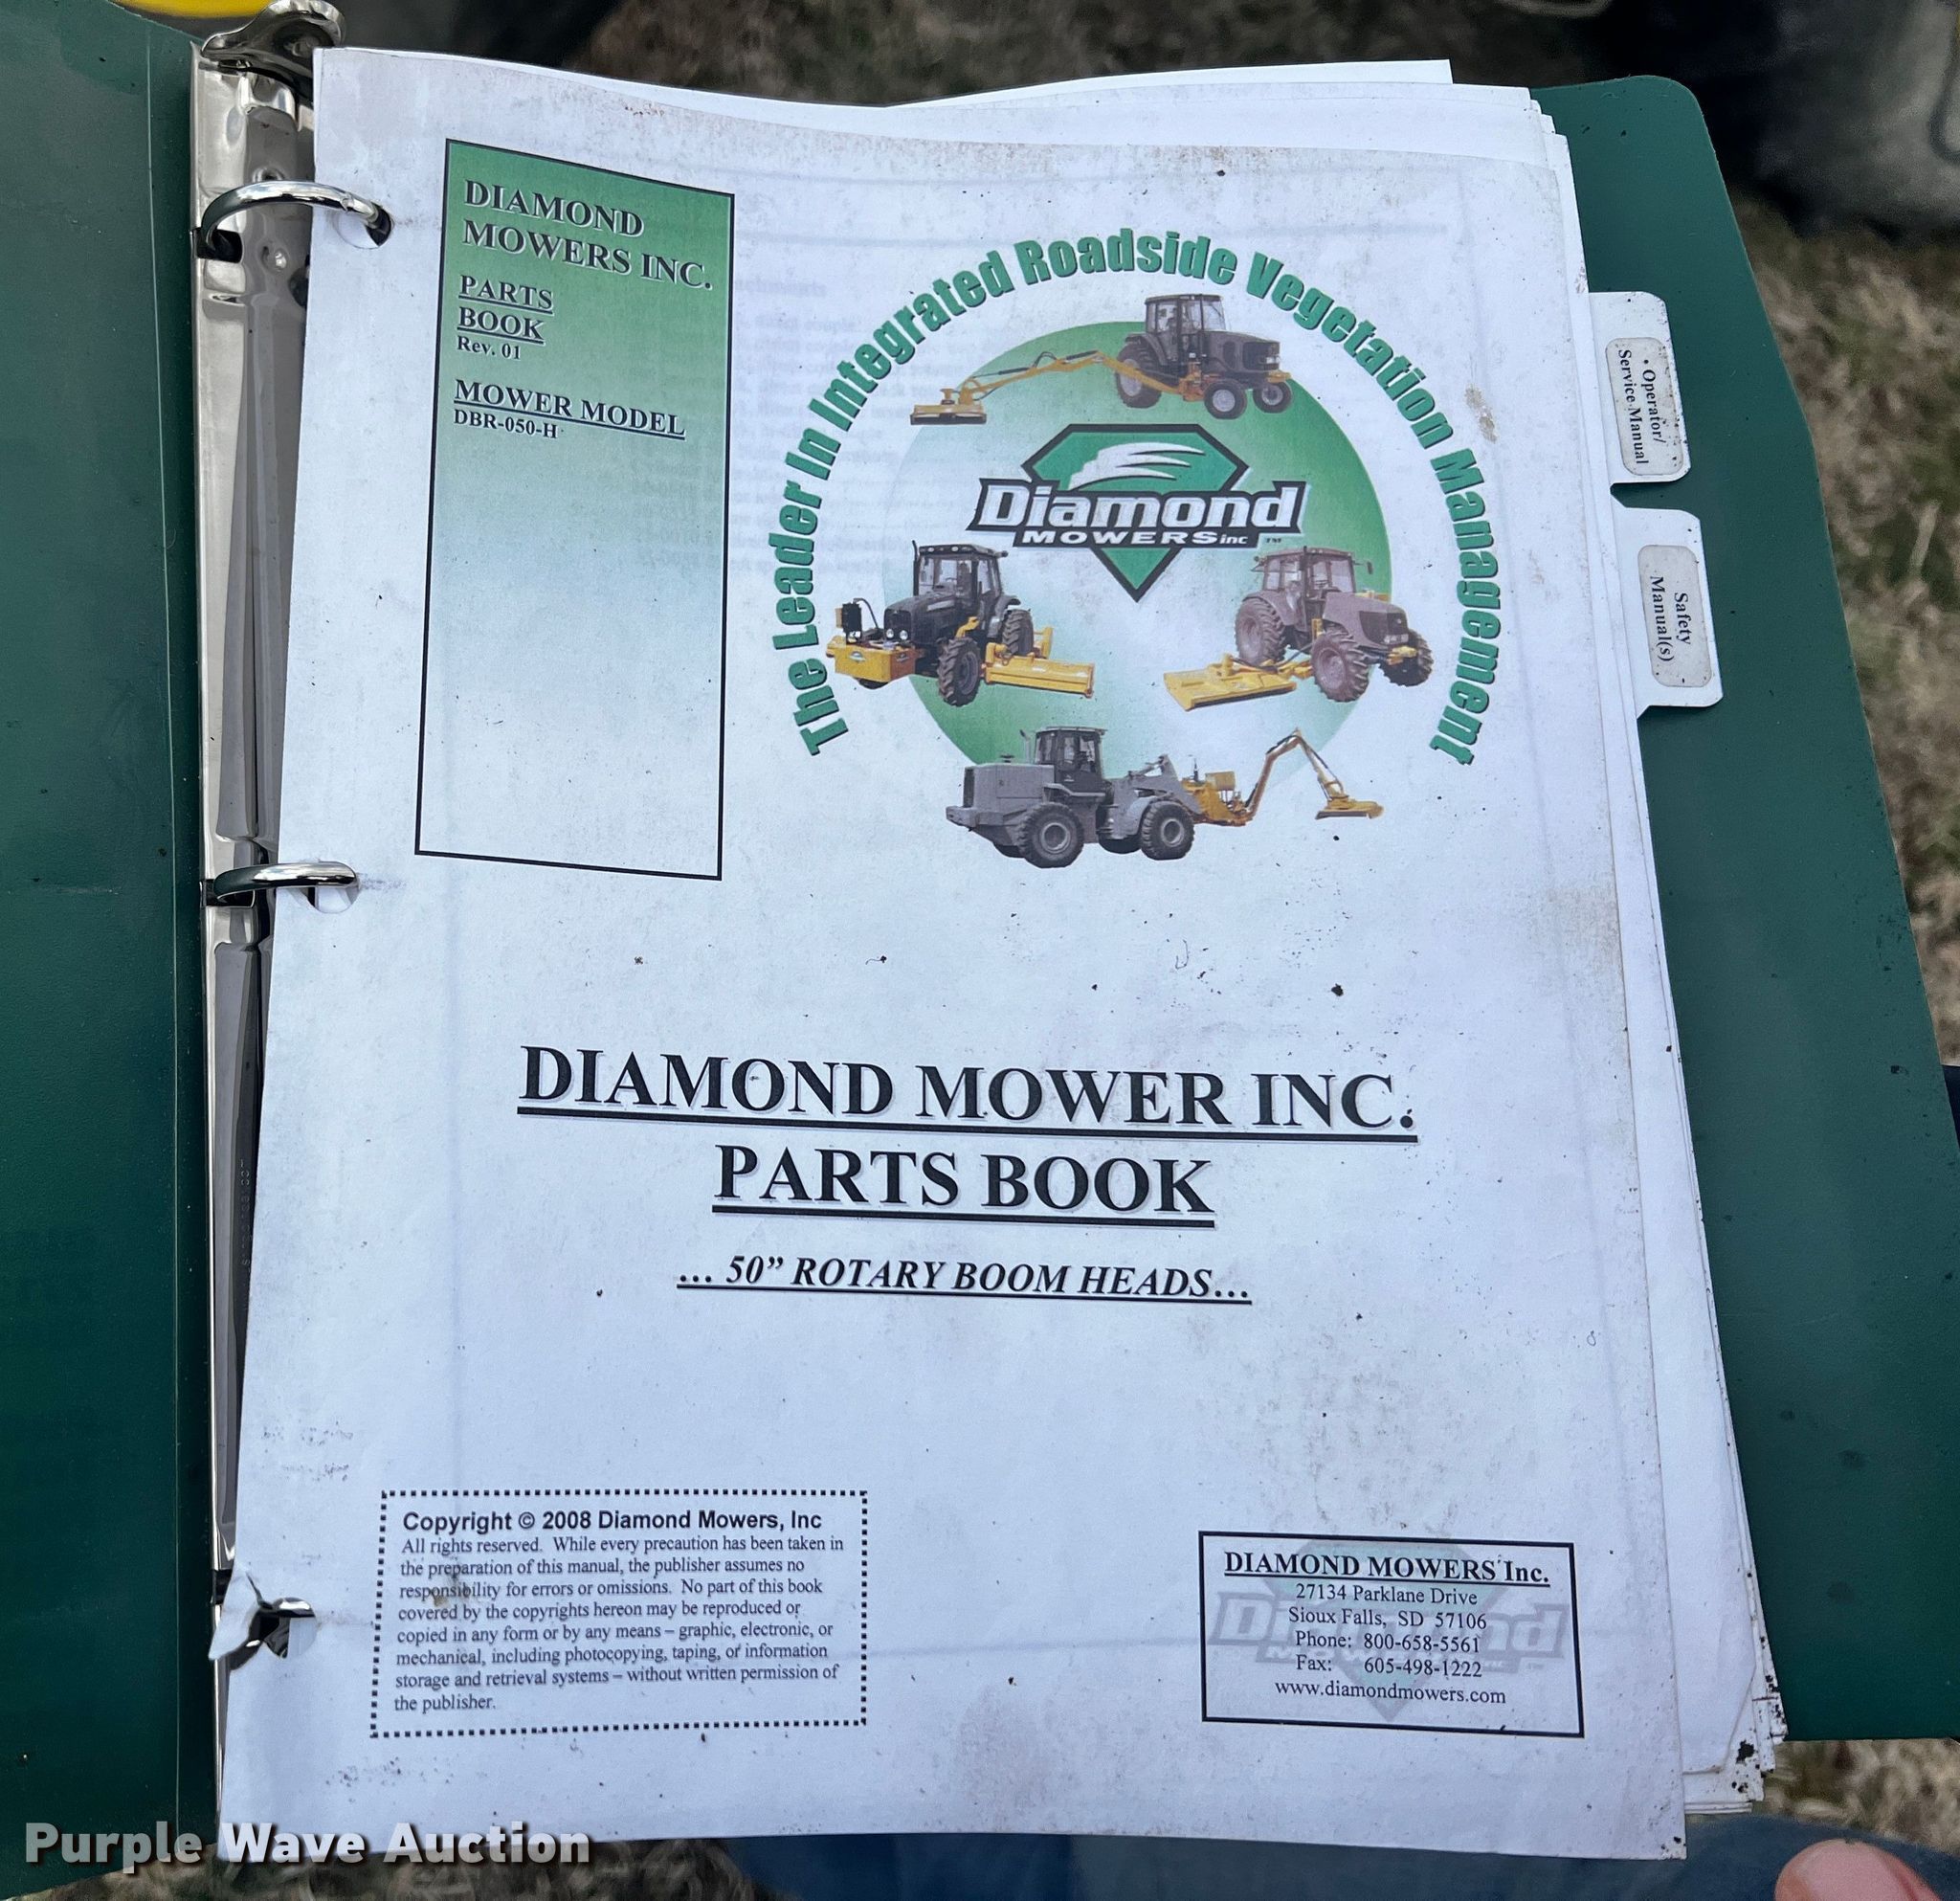 DIAMOND
MOWERS INC.
PARTS
BOOK
Rev. 01
MOWER MODEL
DBR-050-H
The Leader In Integrated Roadside Vegetation Management
Diamond
MOWERS inc ™
• Operator/
Service Manual
Safety
Manual(s)
DIAMOND MOWER INC.
PARTS BOOK
... 50” ROTARY BOOM HEADS...
Copyright © 2008 Diamond Mowers, Inc
All rights reserved. While every precaution has been taken in
the preparation of this manual, the publisher assumes no
responsibility for errors or omissions. No part of this book
covered by the copyrights hereon may be reproduced or
copied in any form or by any means – graphic, electronic, or
mechanical, including photocopying, taping, or information
storage and retrieval systems – without written permission of
the publisher.
DIAMOND MOWERS Inc.
27134 Parklane Drive
Sioux Falls, SD 57106
Phone: 800-658-5561
Fax: 605-498-1222
www.diamondmowers.com
Purple Wave Auction